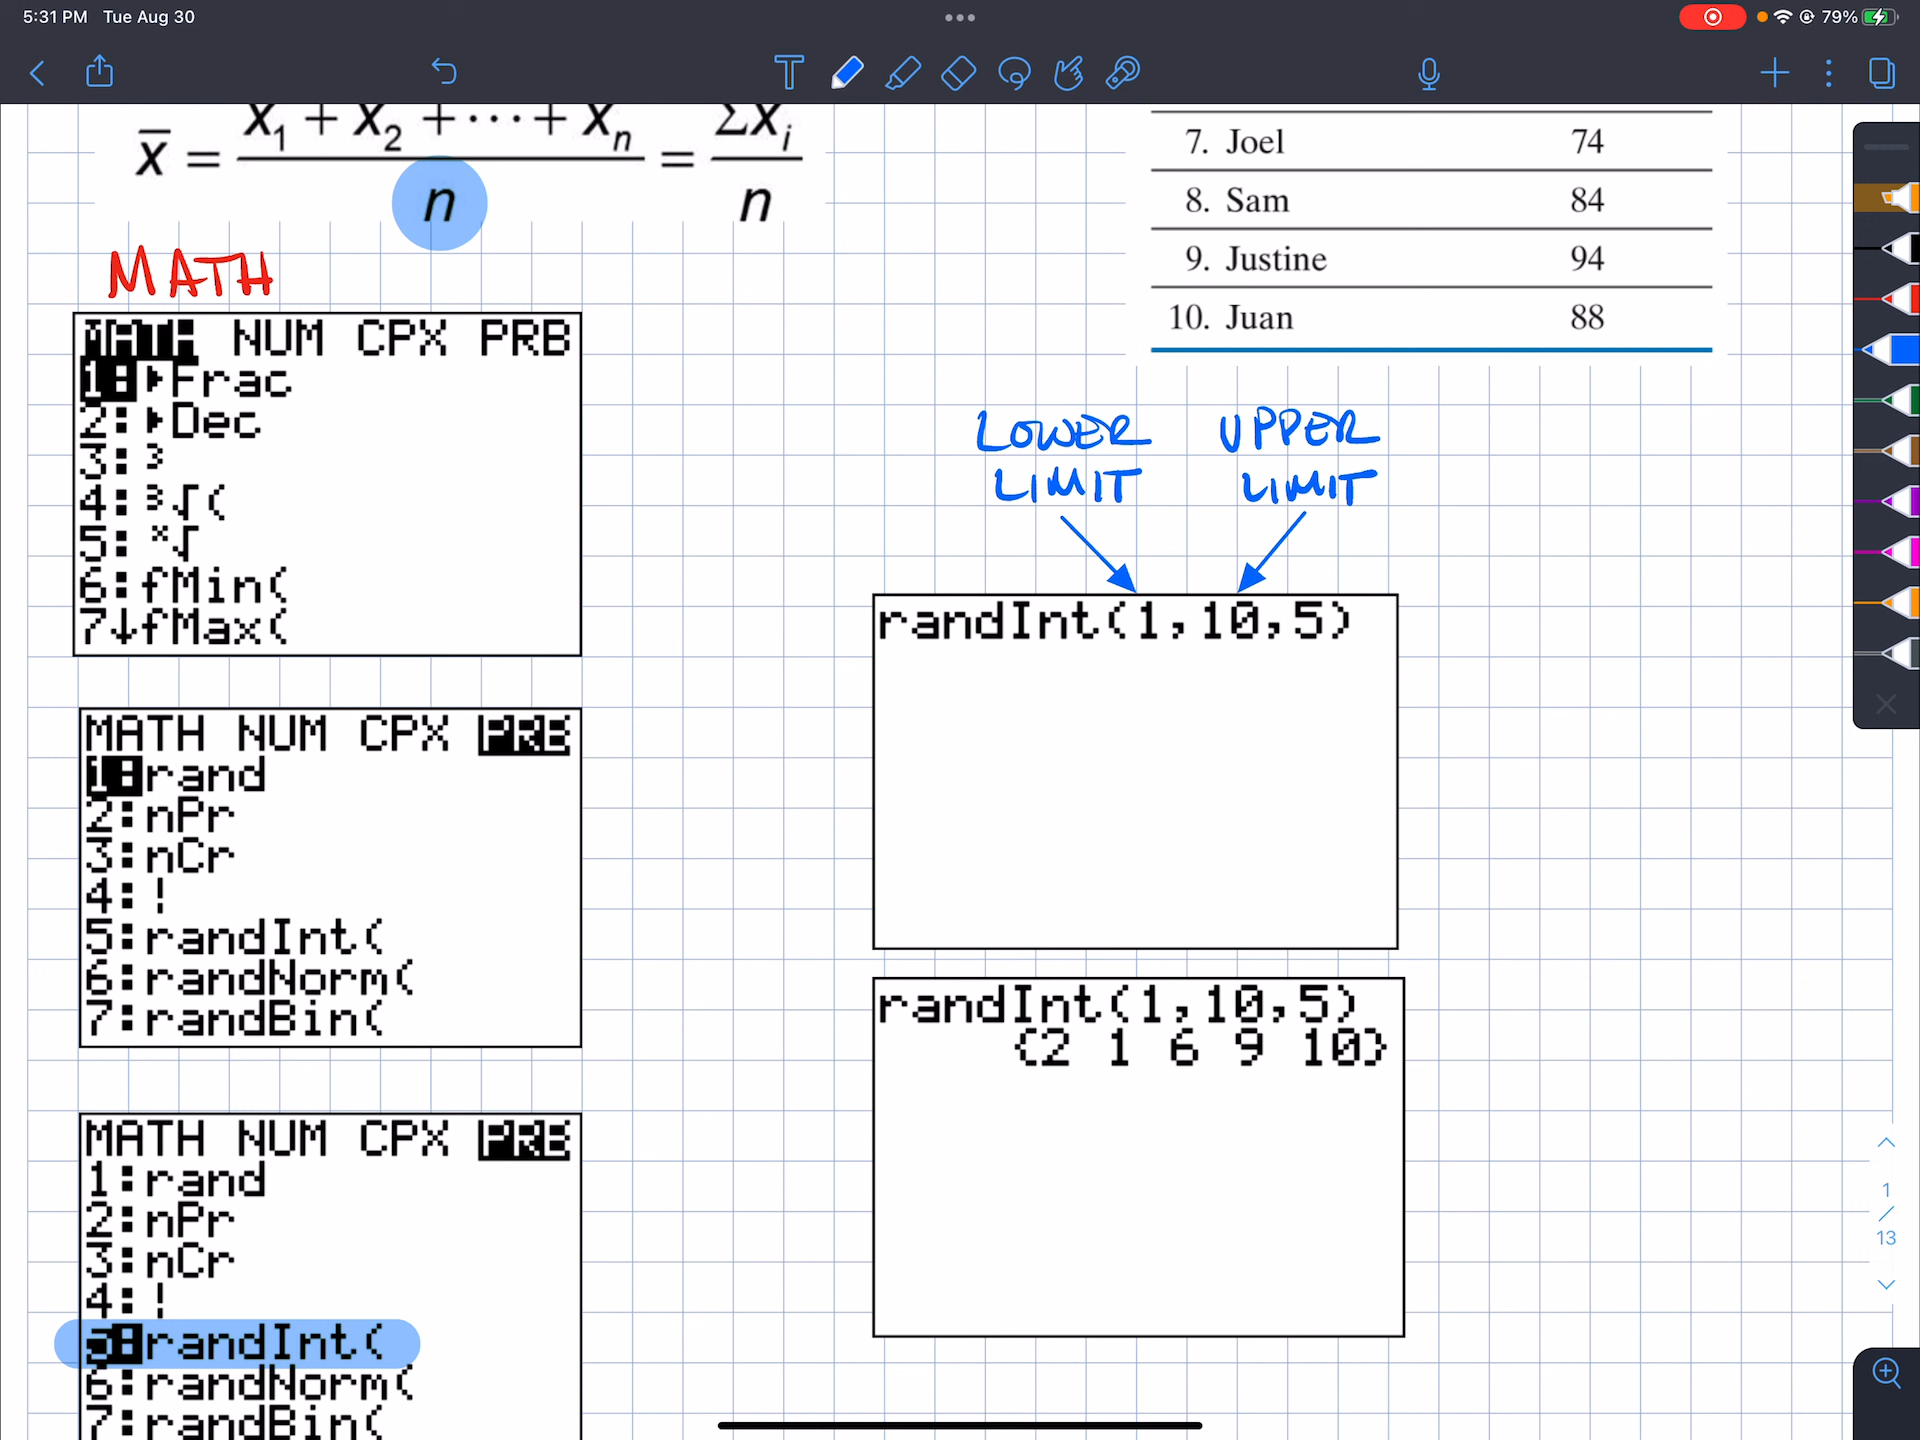 5:31 PM Tue Aug 30
79%
x̄ = x₁ + x₂ + ⋯ + xₙ / n = Σxᵢ / n
7. Joel 74
8. Sam 84
9. Justine 94
10. Juan 88
MATH
MATH NUM CPX PRB
1:▶Frac
2:▶Dec
3:³
4:³√(
5:ˣ√
6:fMin(
7↓fMax(
MATH NUM CPX PRB
1:rand
2:nPr
3:nCr
4:!
5:randInt(
6:randNorm(
7:randBin(
MATH NUM CPX PRB
1:rand
2:nPr
3:nCr
4:!
5:randInt(
6:randNorm(
7:randBin(
LOWER LIMIT
UPPER LIMIT
randInt(1,10,5)
randInt(1,10,5)
{2 1 6 9 10}
1
/
13